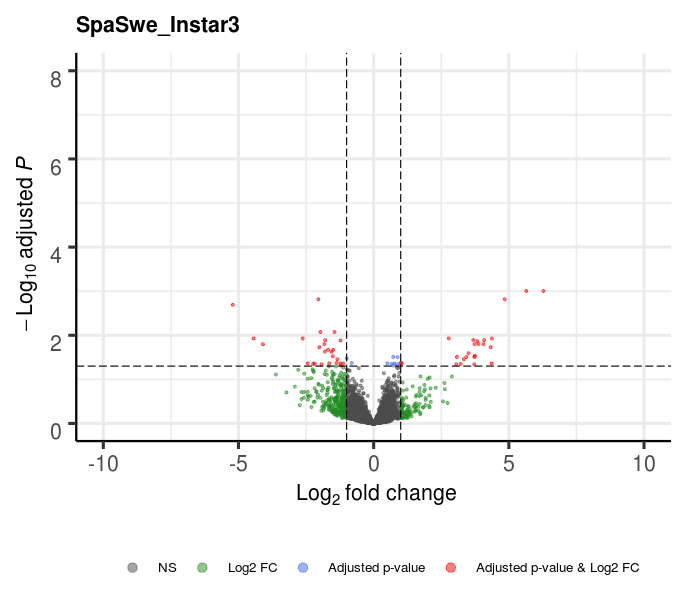 SpaSwe_Instar3
− Log10 adjusted P
8
6
4
2
0
-10 -5 0 5 10
Log2 fold change
NS Log2 FC Adjusted p-value Adjusted p-value & Log2 FC